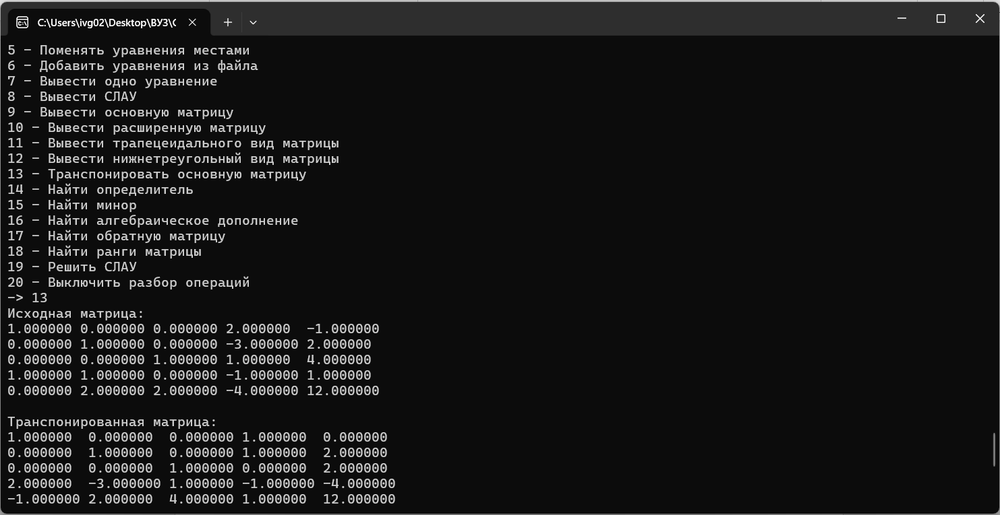 C:\Users\ivg02\Desktop\ВУЗ\С
5 - Поменять уравнения местами
6 - Добавить уравнения из файла
7 - Вывести одно уравнение
8 - Вывести СЛАУ
9 - Вывести основную матрицу
10 - Вывести расширенную матрицу
11 - Вывести трапецеидального вид матрицы
12 - Вывести нижнетреугольный вид матрицы
13 - Транспонировать основную матрицу
14 - Найти определитель
15 - Найти минор
16 - Найти алгебраическое дополнение
17 - Найти обратную матрицу
18 - Найти ранги матрицы
19 - Решить СЛАУ
20 - Выключить разбор операций
-> 13
Исходная матрица:
1.000000 0.000000 0.000000 2.000000 -1.000000
0.000000 1.000000 0.000000 -3.000000 2.000000
0.000000 0.000000 1.000000 1.000000 4.000000
1.000000 1.000000 0.000000 -1.000000 1.000000
0.000000 2.000000 2.000000 -4.000000 12.000000
Транспонированная матрица:
1.000000 0.000000 0.000000 1.000000 0.000000
0.000000 1.000000 0.000000 1.000000 2.000000
0.000000 0.000000 1.000000 0.000000 2.000000
2.000000 -3.000000 1.000000 -1.000000 -4.000000
-1.000000 2.000000 4.000000 1.000000 12.000000